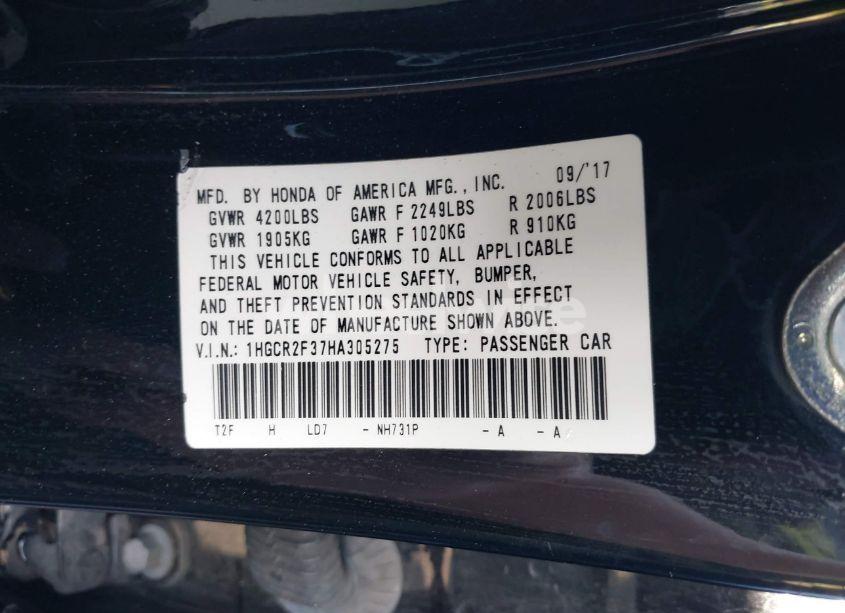 MFD. BY HONDA OF AMERICA MFG., INC. 09/'17
GVWR 4200LBS GAWR F 2249LBS R 2006LBS
GVWR 1905KG GAWR F 1020KG R 910KG
THIS VEHICLE CONFORMS TO ALL APPLICABLE
FEDERAL MOTOR VEHICLE SAFETY, BUMPER,
AND THEFT PREVENTION STANDARDS IN EFFECT
ON THE DATE OF MANUFACTURE SHOWN ABOVE.
V.I.N.: 1HGCR2F37HA305275 TYPE: PASSENGER CAR
T2F H LD7 - NH731P - A - A